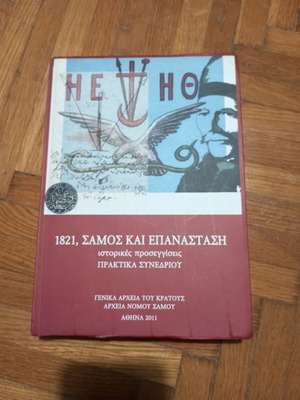 ΗΕ ΗΘ
1821, ΣΑΜΟΣ ΚΑΙ ΕΠΑΝΑΣΤΑΣΗ
ιστορικές προσεγγίσεις
ΠΡΑΚΤΙΚΑ ΣΥΝΕΔΡΙΟΥ
ΓΕΝΙΚΑ ΑΡΧΕΙΑ ΤΟΥ ΚΡΑΤΟΥΣ
ΑΡΧΕΙΑ ΝΟΜΟΥ ΣΑΜΟΥ
ΑΘΗΝΑ 2011